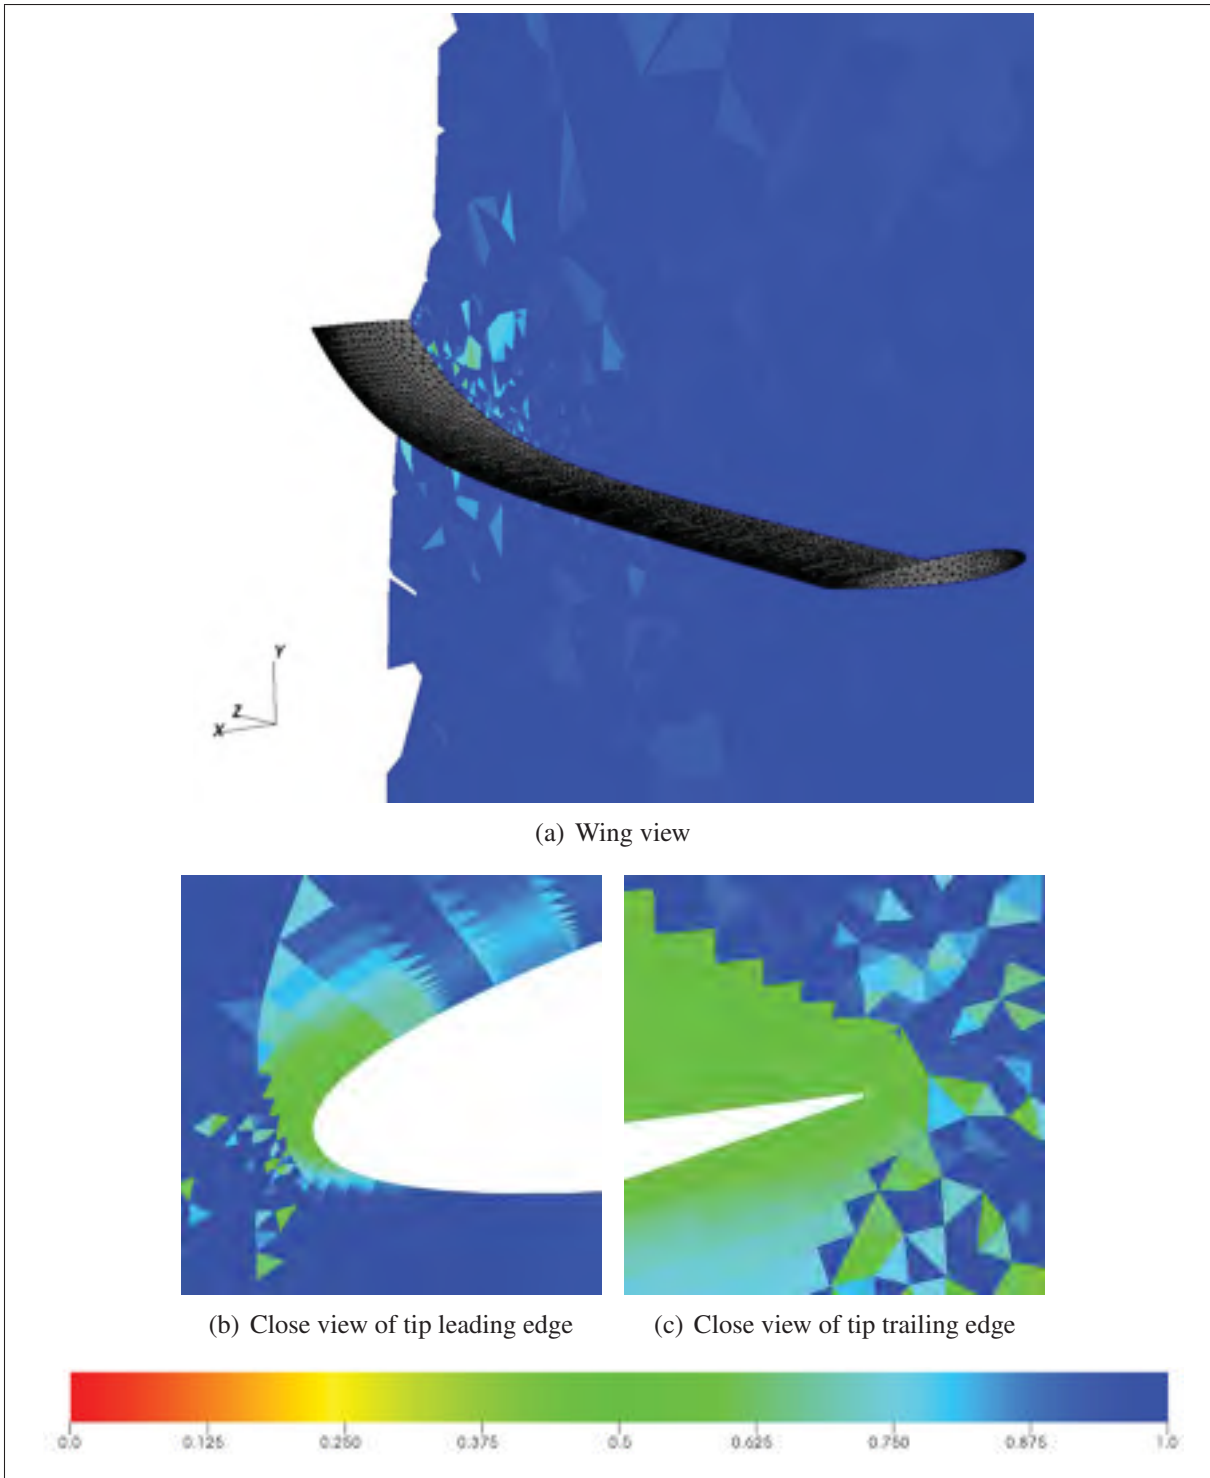 Y
Z
X
(a) Wing view
(b) Close view of tip leading edge
(c) Close view of tip trailing edge
0.0 0.125 0.250 0.375 0.5 0.625 0.750 0.875 1.0